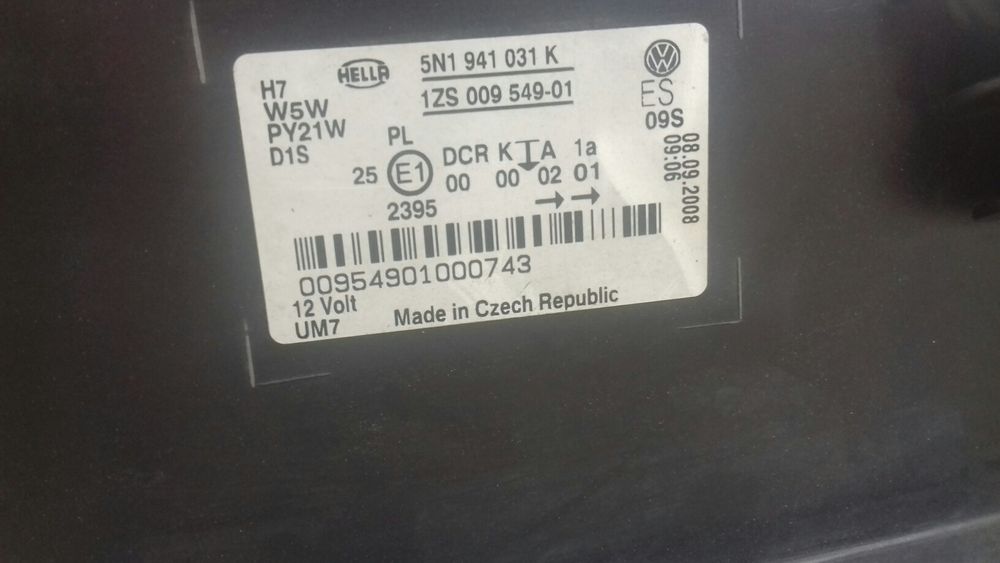 HELLA
5N1 941 031 K
1ZS 009 549-01
H7
W5W
PY21W
D1S
ES
09S
08.09.2008
09:06
PL
25 E1 DCR K A 1a
00 00 02 01
2395
→ →
00954901000743
12 Volt
UM7
Made in Czech Republic